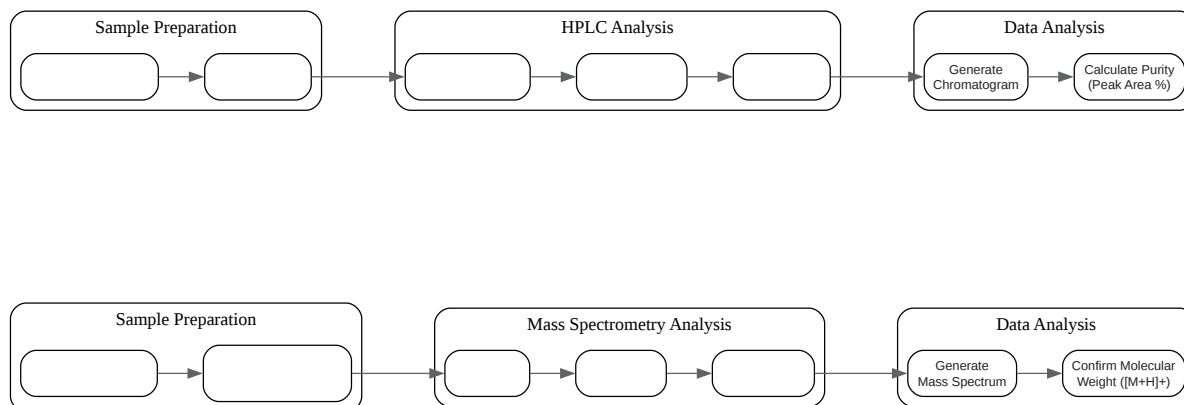 Sample Preparation
HPLC Analysis
Data Analysis
Generate
Chromatogram
Calculate Purity
(Peak Area %)
Sample Preparation
Mass Spectrometry Analysis
Data Analysis
Generate
Mass Spectrum
Confirm Molecular
Weight ([M+H]+)